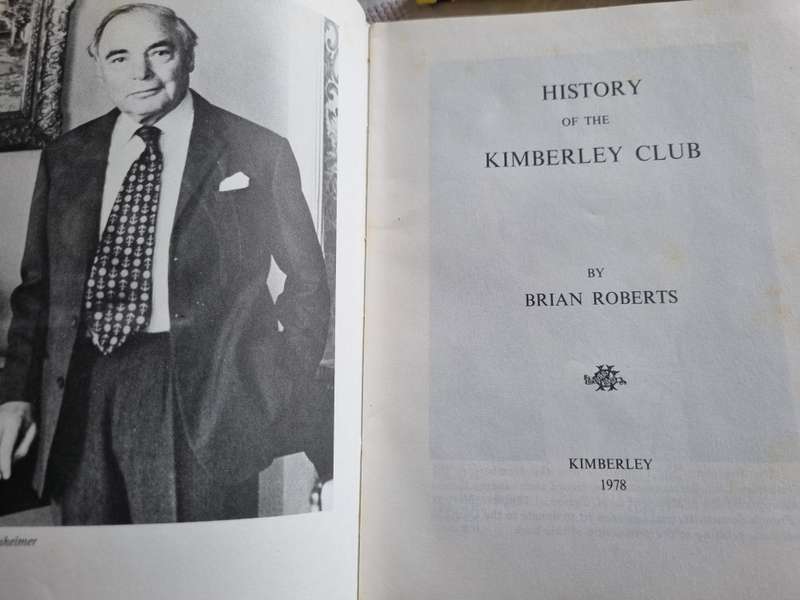 HISTORY
OF THE
KIMBERLEY CLUB
BY
BRIAN ROBERTS
KIMBERLEY
1978